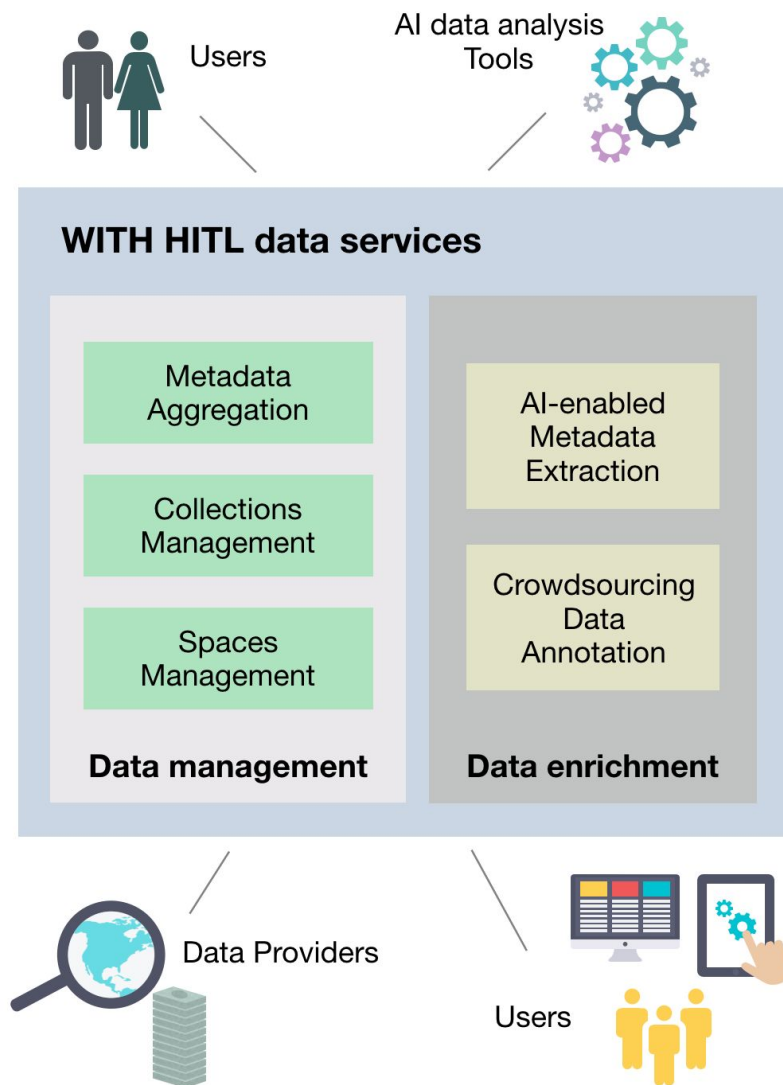 Users
AI data analysis
Tools
WITH HITL data services
Metadata
Aggregation
Collections
Management
Spaces
Management
Data management
AI-enabled
Metadata
Extraction
Crowdsourcing
Data
Annotation
Data enrichment
Data Providers
Users